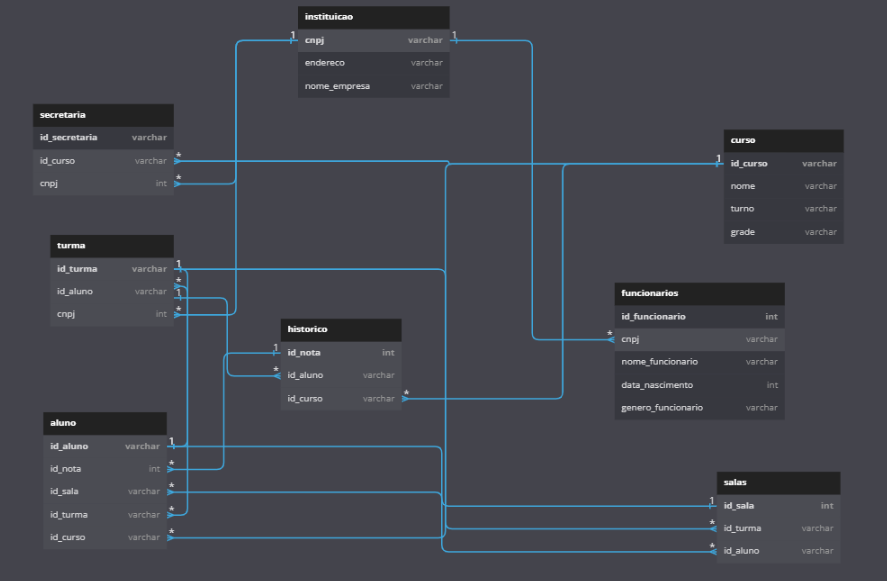 instituicao
1 cnpj varchar 1
endereco varchar
nome_empresa varchar
secretaria
id_secretaria varchar
id_curso varchar *
cnpj int *
curso
1 id_curso varchar
nome varchar
turno varchar
grade varchar
turma
id_turma varchar 1
*
id_aluno varchar 1
cnpj int *
funcionarios
id_funcionario int
* cnpj varchar
nome_funcionario varchar
data_nascimento int
genero_funcionario varchar
historico
1 id_nota int
* id_aluno varchar
id_curso varchar *
aluno
id_aluno varchar 1
id_nota int *
id_sala varchar *
id_turma varchar *
id_curso varchar *
salas
1 id_sala int
* id_turma varchar
* id_aluno varchar